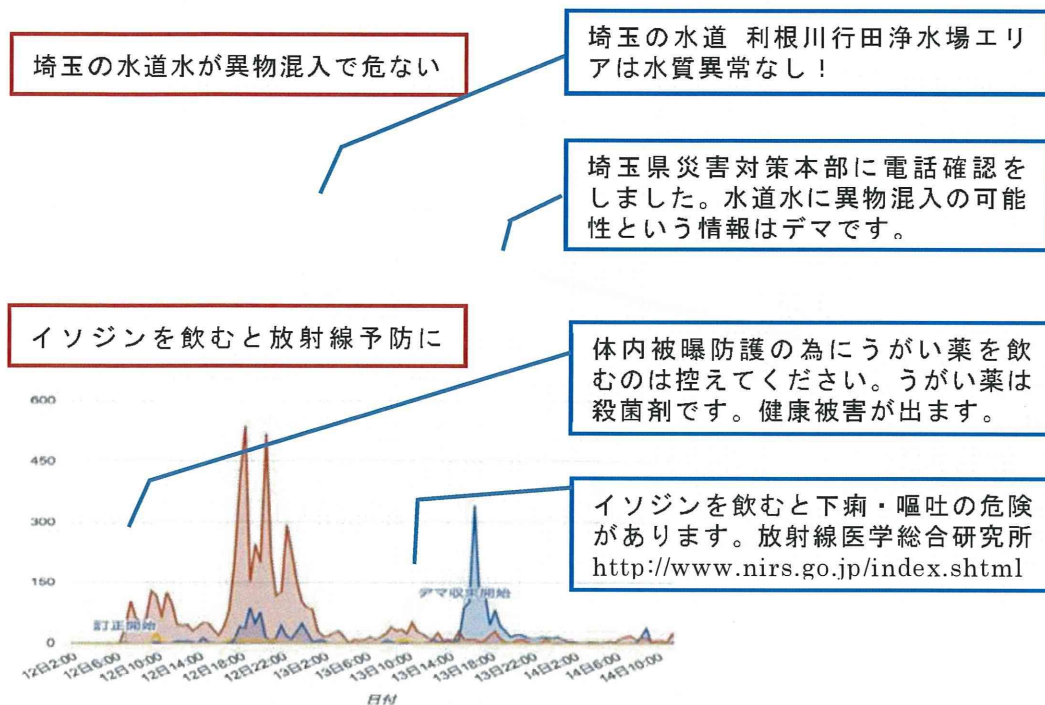 埼玉の水道水が異物混入で危ない
埼玉の水道 利根川行田浄水場エリ
アは水質異常なし！
埼玉県災害対策本部に電話確認を
しました。水道水に異物混入の可能
性という情報はデマです。
イソジンを飲むと放射線予防に
体内被曝防護の為にうがい薬を飲
むのは控えてください。うがい薬は
殺菌剤です。健康被害が出ます。
イソジンを飲むと下痢・嘔吐の危険
があります。放射線医学総合研究所
http://www.nirs.go.jp/index.shtml
600
450
300
150
0
訂正開始
デマ収束開始
12日2:00
12日6:00
12日10:00
12日14:00
12日18:00
12日22:00
13日2:00
13日6:00
13日10:00
13日14:00
13日18:00
13日22:00
14日2:00
14日6:00
14日10:00
日付